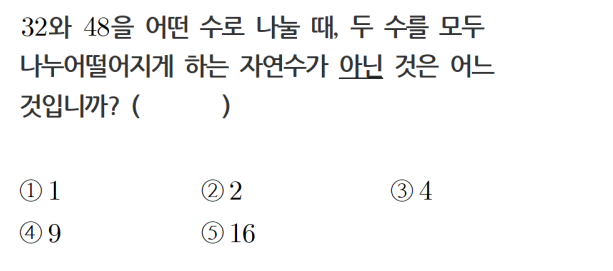 32와 48을 어떤 수로 나눌 때, 두 수를 모두
나누어떨어지게 하는 자연수가 아닌 것은 어느
것입니까? (          )
① 1 ② 2 ③ 4
④ 9 ⑤ 16